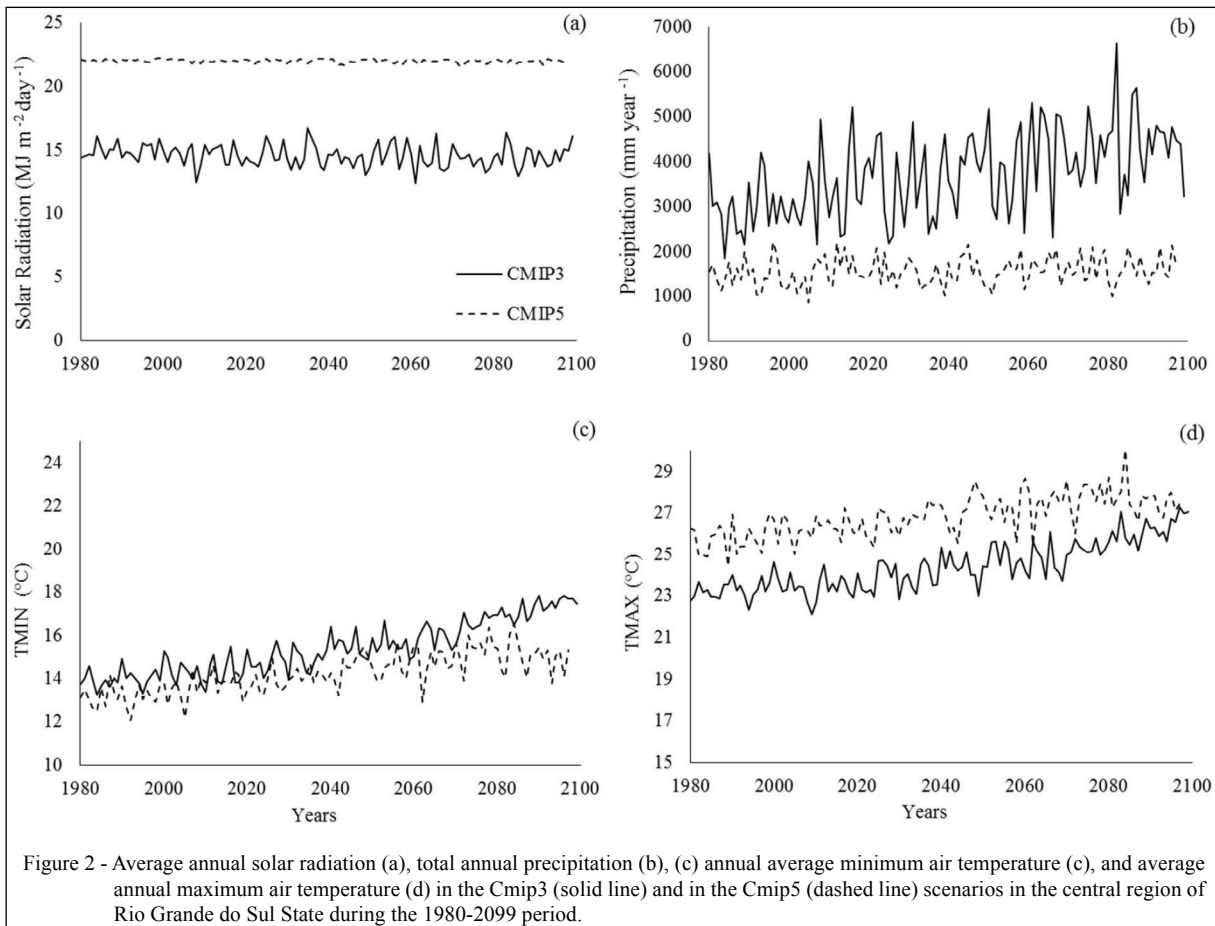 (a)
Solar Radiation (MJ m⁻² day⁻¹)
25
20
15
15
5
0
CMIP3
CMIP5
1980 2000 2020 2040 2060 2080 2100
(b)
Precipitation (mm year⁻¹)
7000
6000
5000
4000
3000
2000
1000
0
1980 2000 2020 2040 2060 2080 2100
(c)
TMIN (°C)
24
22
20
18
16
14
12
10
1980 2000 2020 2040 2060 2080 2100
Years
(d)
TMAX (°C)
29
27
25
23
21
19
17
15
1980 2000 2020 2040 2060 2080 2100
Years
Figure 2 - Average annual solar radiation (a), total annual precipitation (b), (c) annual average minimum air temperature (c), and average
annual maximum air temperature (d) in the Cmip3 (solid line) and in the Cmip5 (dashed line) scenarios in the central region of
Rio Grande do Sul State during the 1980-2099 period.